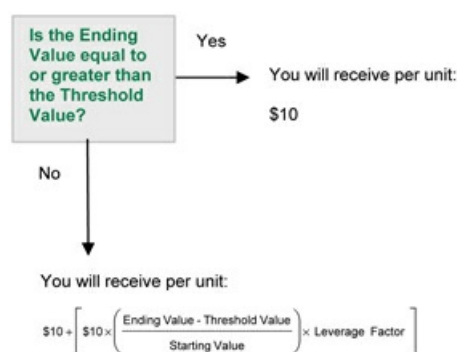 Is the Ending
Value equal to
or greater than
the Threshold
Value?
Yes
You will receive per unit:
$10
No
You will receive per unit:
$10 + [ $10 × ( Ending Value - Threshold Value / Starting Value ) × Leverage Factor ]